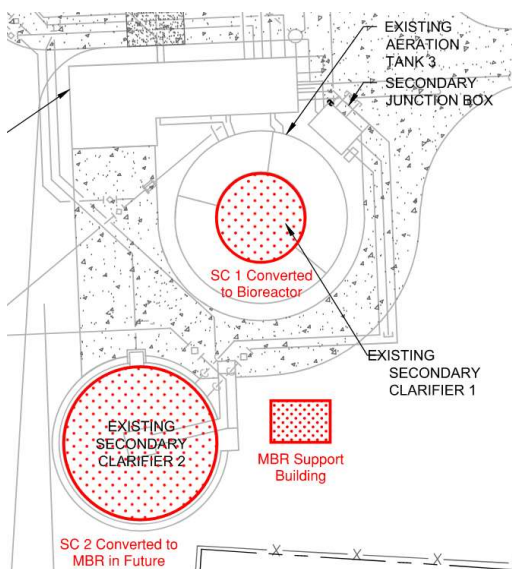 EXISTING
AERATION
TANK 3
SECONDARY
JUNCTION BOX
SC 1 Converted
to Bioreactor
EXISTING
SECONDARY
CLARIFIER 1
EXISTING
SECONDARY
CLARIFIER 2
MBR Support
Building
SC 2 Converted to
MBR in Future
X X X X